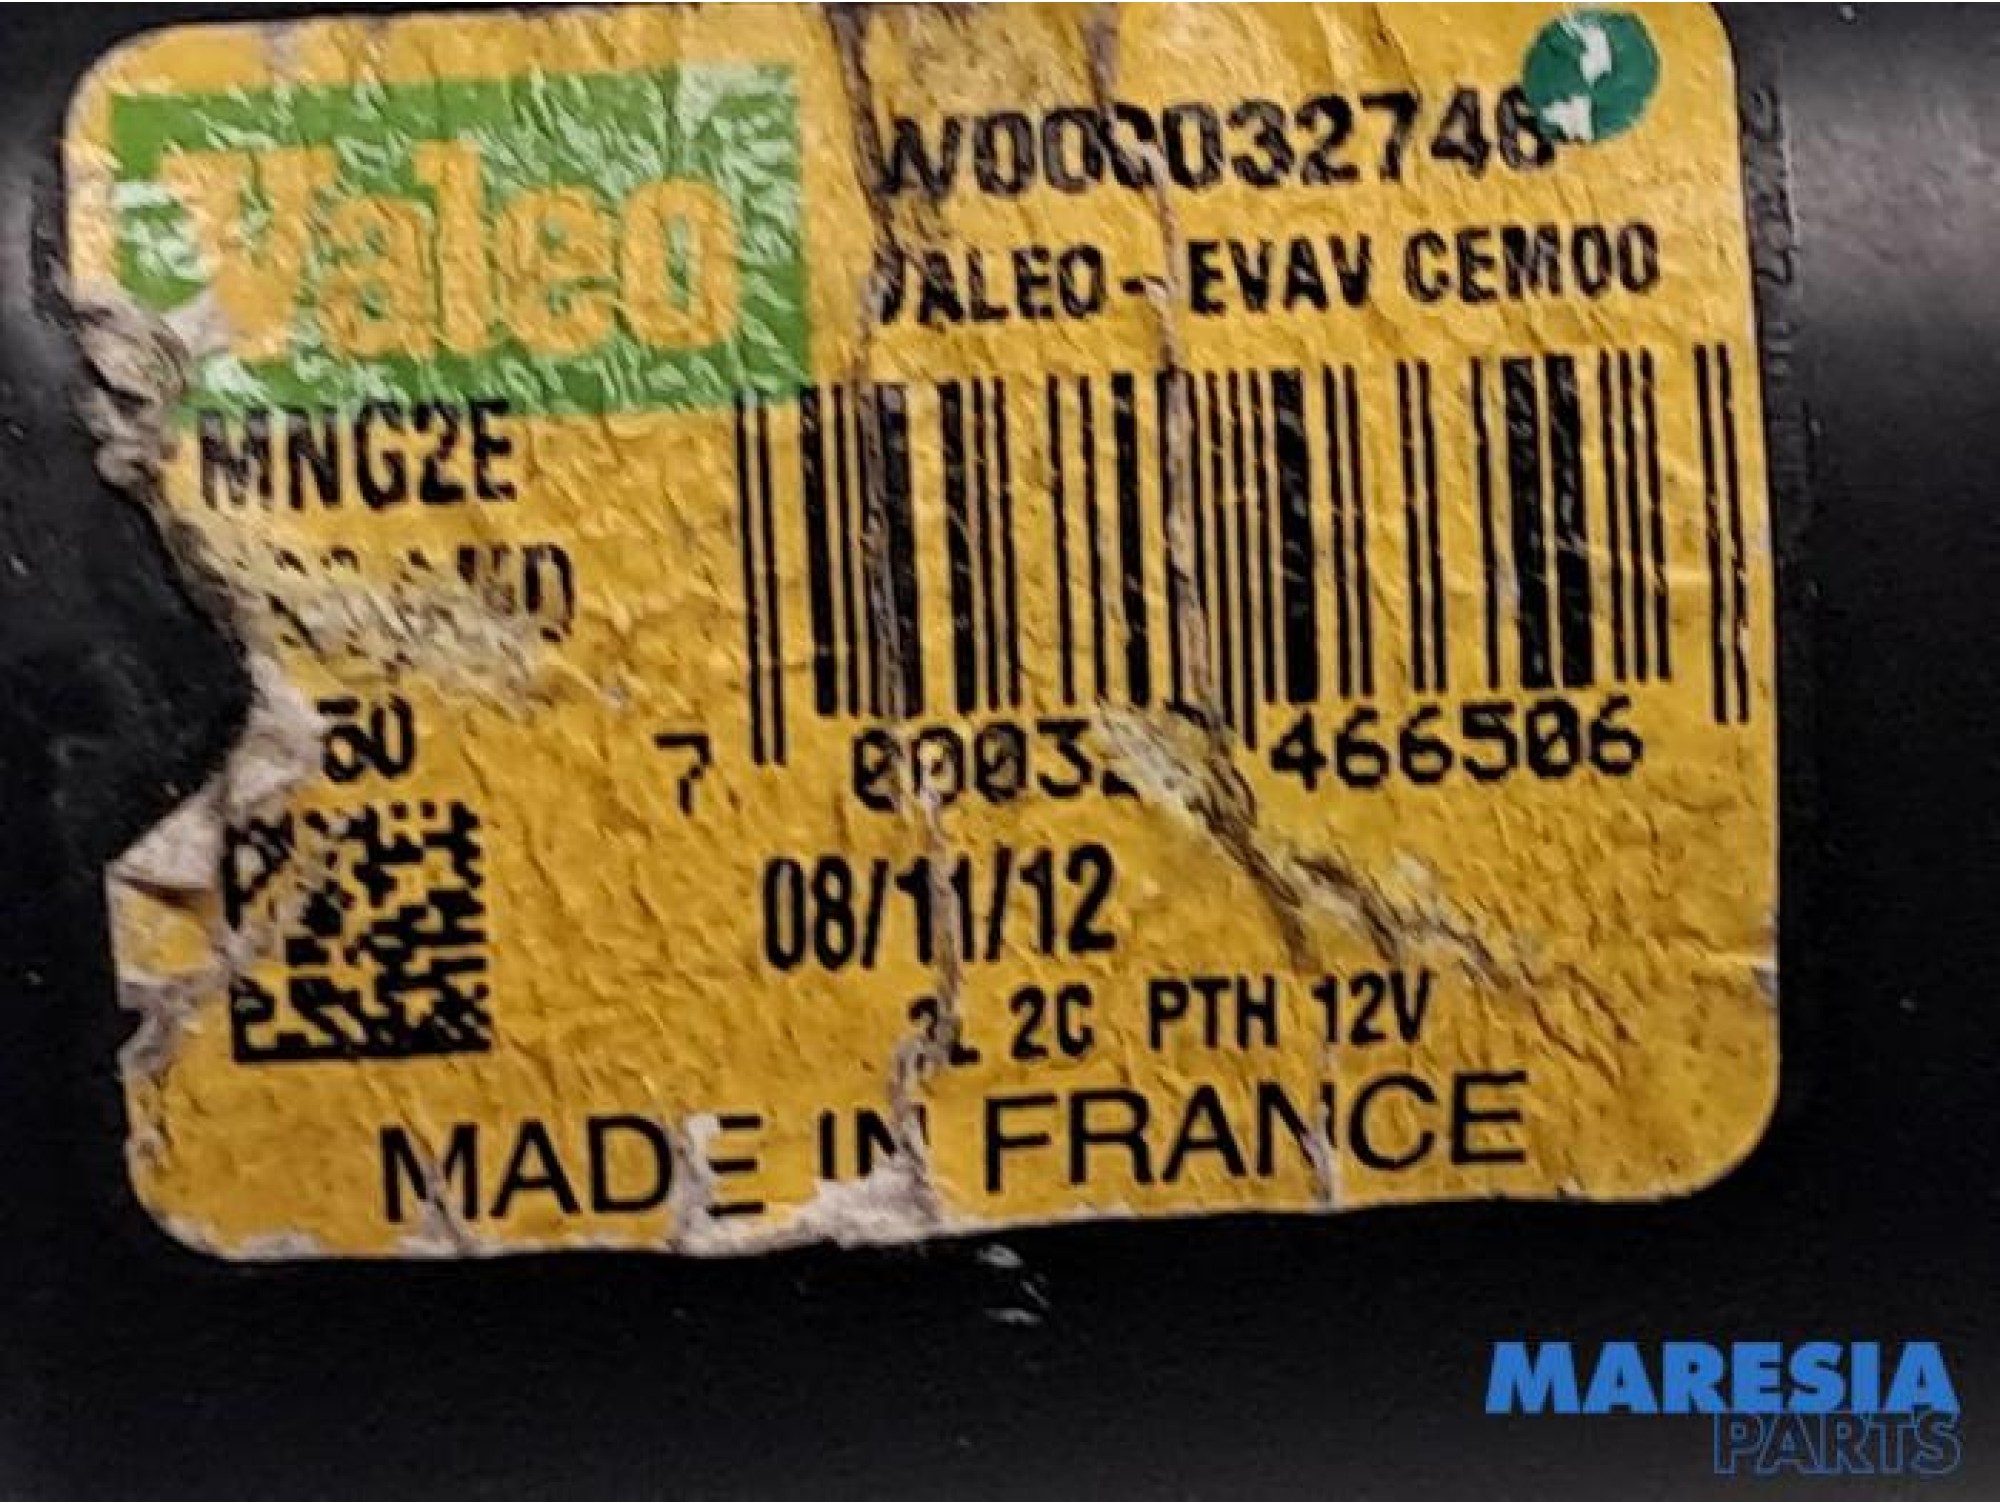 Valeo
W000032746
VALEO - EVAV CEM00
MNG2E
7 466506
08/11/12
2C PTH 12V
MADE IN FRANCE
MARESIA
PARTS